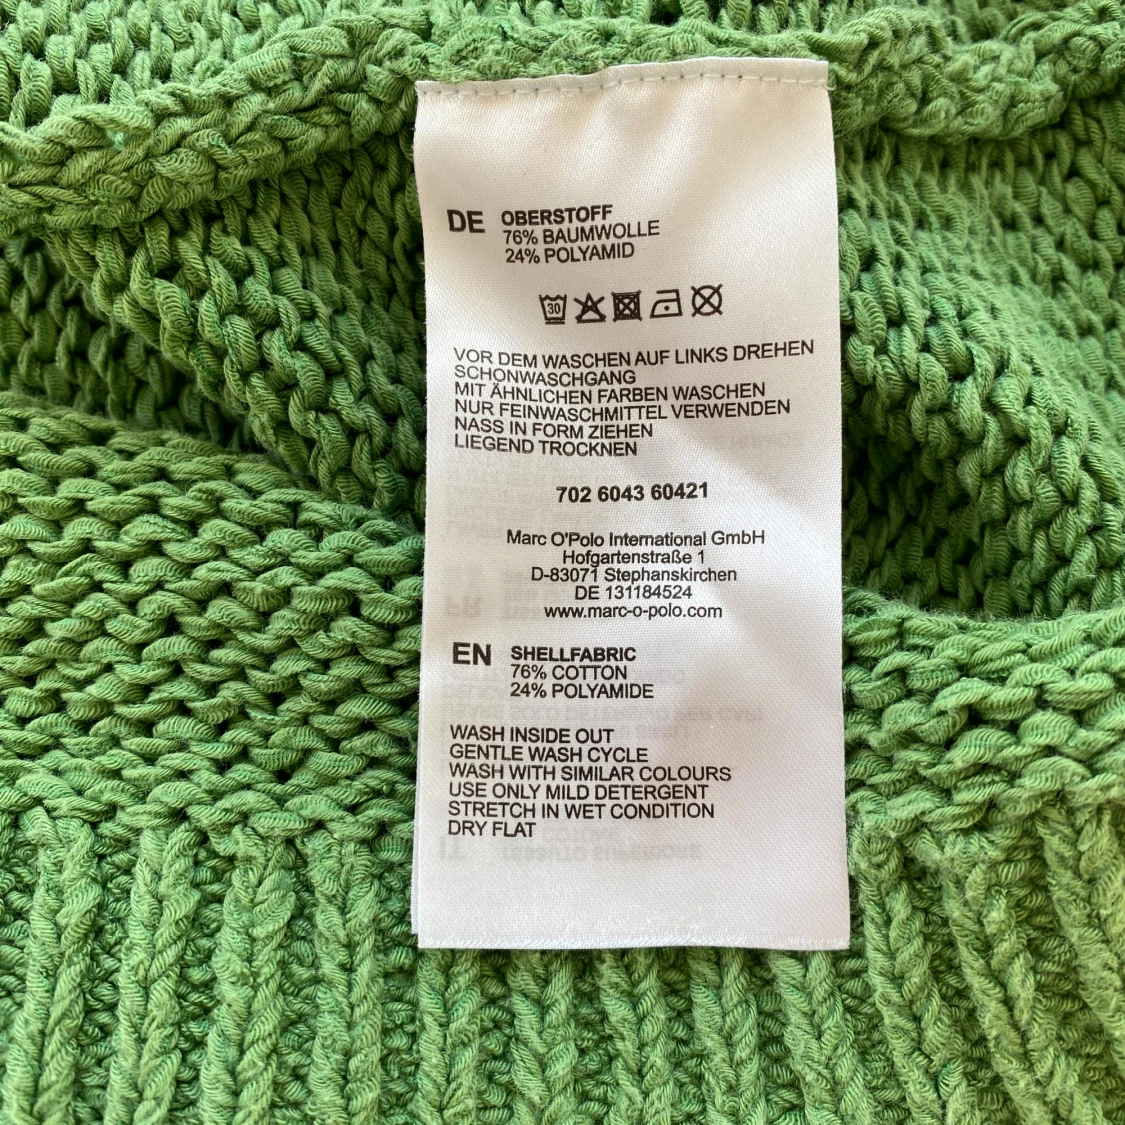 DE OBERSTOFF
76% BAUMWOLLE
24% POLYAMID
30
VOR DEM WASCHEN AUF LINKS DREHEN
SCHONWASCHGANG
MIT ÄHNLICHEN FARBEN WASCHEN
NUR FEINWASCHMITTEL VERWENDEN
NASS IN FORM ZIEHEN
LIEGEND TROCKNEN
702 6043 60421
Marc O'Polo International GmbH
Hofgartenstraße 1
D-83071 Stephanskirchen
DE 131184524
www.marc-o-polo.com
EN SHELLFABRIC
76% COTTON
24% POLYAMIDE
WASH INSIDE OUT
GENTLE WASH CYCLE
WASH WITH SIMILAR COLOURS
USE ONLY MILD DETERGENT
STRETCH IN WET CONDITION
DRY FLAT